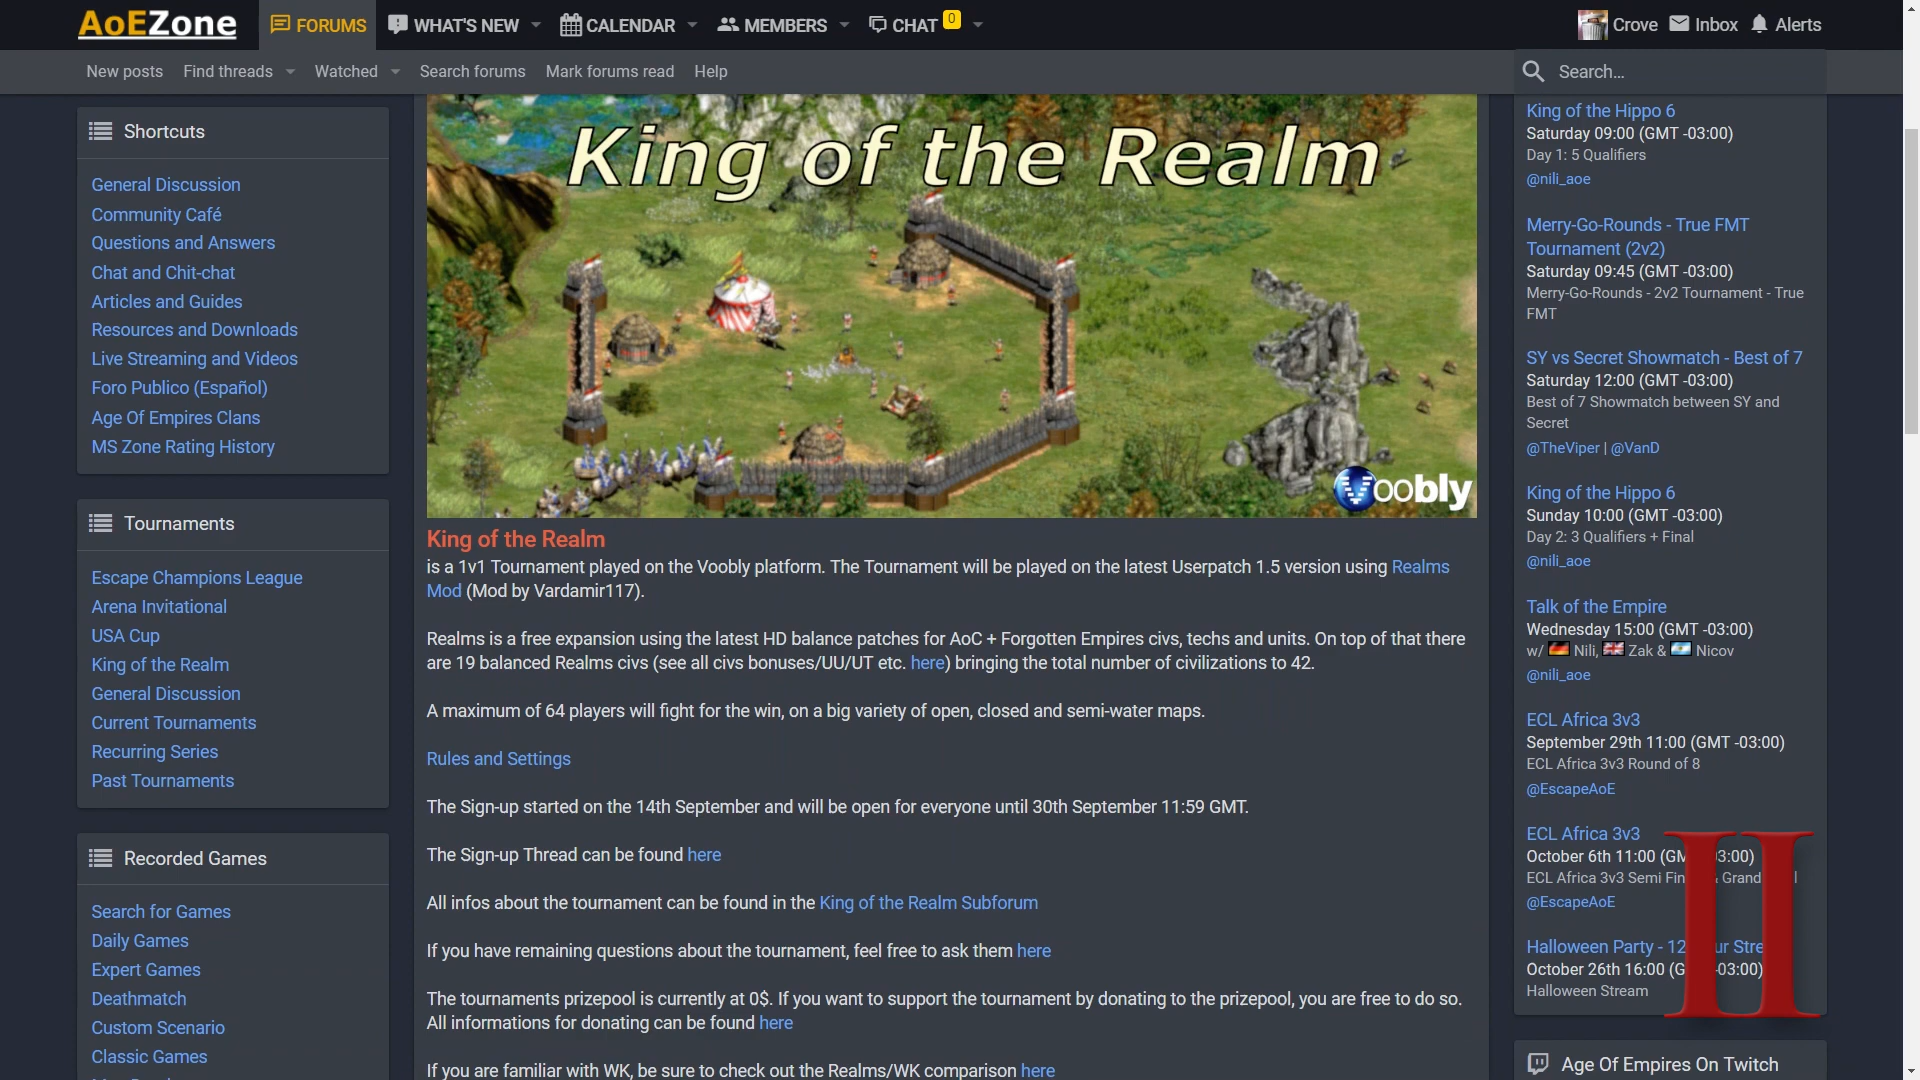 AoEZone
FORUMS
WHAT'S NEW
CALENDAR
MEMBERS
CHAT
0
Crove
Inbox
Alerts
New posts
Find threads
Watched
Search forums
Mark forums read
Help
Search...
Shortcuts
General Discussion
Community Café
Questions and Answers
Chat and Chit-chat
Articles and Guides
Resources and Downloads
Live Streaming and Videos
Foro Publico (Español)
Age Of Empires Clans
MS Zone Rating History
Tournaments
Escape Champions League
Arena Invitational
USA Cup
King of the Realm
General Discussion
Current Tournaments
Recurring Series
Past Tournaments
Recorded Games
Search for Games
Daily Games
Expert Games
Deathmatch
Custom Scenario
Classic Games
King of the Realm
Voobly
King of the Realm
is a 1v1 Tournament played on the Voobly platform. The Tournament will be played on the latest Userpatch 1.5 version using Realms
Mod (Mod by Vardamir117).
Realms is a free expansion using the latest HD balance patches for AoC + Forgotten Empires civs, techs and units. On top of that there
are 19 balanced Realms civs (see all civs bonuses/UU/UT etc. here) bringing the total number of civilizations to 42.
A maximum of 64 players will fight for the win, on a big variety of open, closed and semi-water maps.
Rules and Settings
The Sign-up started on the 14th September and will be open for everyone until 30th September 11:59 GMT.
The Sign-up Thread can be found here
All infos about the tournament can be found in the King of the Realm Subforum
If you have remaining questions about the tournament, feel free to ask them here
The tournaments prizepool is currently at 0$. If you want to support the tournament by donating to the prizepool, you are free to do so.
All informations for donating can be found here
If you are familiar with WK, be sure to check out the Realms/WK comparison here
King of the Hippo 6
Saturday 09:00 (GMT -03:00)
Day 1: 5 Qualifiers
@nili_aoe
Merry-Go-Rounds - True FMT
Tournament (2v2)
Saturday 09:45 (GMT -03:00)
Merry-Go-Rounds - 2v2 Tournament - True
FMT
SY vs Secret Showmatch - Best of 7
Saturday 12:00 (GMT -03:00)
Best of 7 Showmatch between SY and
Secret
@TheViper | @VanD
King of the Hippo 6
Sunday 10:00 (GMT -03:00)
Day 2: 3 Qualifiers + Final
@nili_aoe
Talk of the Empire
Wednesday 15:00 (GMT -03:00)
w/ Nili, Zak & Nicov
@nili_aoe
ECL Africa 3v3
September 29th 11:00 (GMT -03:00)
ECL Africa 3v3 Round of 8
@EscapeAoE
ECL Africa 3v3
October 6th 11:00 (GM 3:00)
ECL Africa 3v3 Semi Fin Grand
@EscapeAoE
Halloween Party - 12 ur Stre
October 26th 16:00 (G -03:00)
Halloween Stream
II
Age Of Empires On Twitch